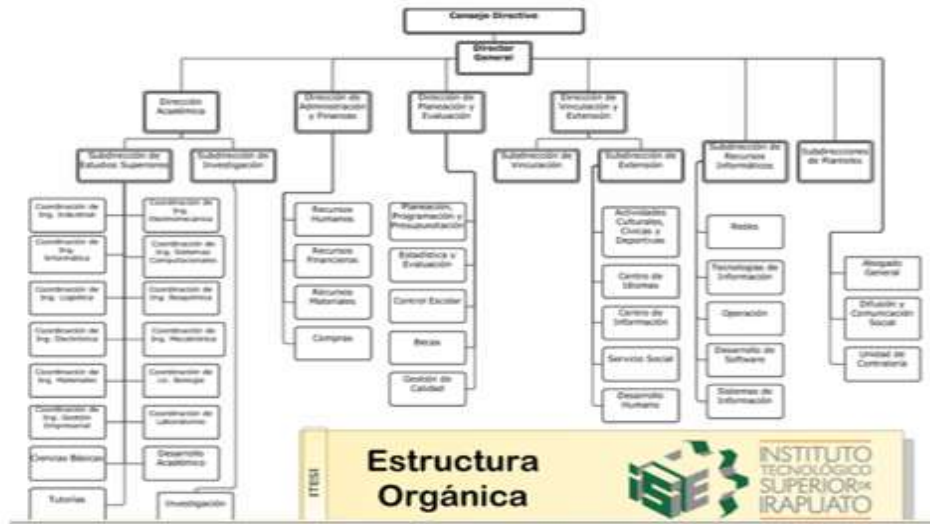 Consejo Directivo
Director
General
Dirección
Académica
Dirección de
Administración
y Finanzas
Dirección de
Planeación y
Evaluación
Dirección de
Vinculación y
Extensión
Subdirección de
Estudios Superiores
Subdirección de
Investigación
Subdirección de
Vinculación
Subdirección de
Extensión
Subdirección de
Recursos
Informáticos
Subdirecciones
de Planteles
Coordinación de
Ing. Industrial
Coordinación de
Ing.
Electromecánica
Coordinación de
Ing.
Informática
Coordinación de
Ing. Sistemas
Computacionales
Coordinación de
Ing. Logística
Coordinación de
Ing. Bioquímica
Coordinación de
Ing. Electrónica
Coordinación de
Ing. Mecatrónica
Coordinación de
Ing. Materiales
Coordinación de
Lic. Biología
Coordinación de
Ing. Gestión
Empresarial
Coordinación de
Laboratorios
Ciencias Básicas
Desarrollo
Académico
Tutorías
Investigación
Recursos
Humanos
Recursos
Financieros
Recursos
Materiales
Compras
Planeación,
Programación y
Presupuestación
Estadística y
Evaluación
Control Escolar
Becas
Gestión de
Calidad
Actividades
Culturales,
Cívicas y
Deportivas
Centro de
Idiomas
Centro de
Información
Servicio Social
Desarrollo
Humano
Redes
Tecnologías de
Información
Operación
Desarrollo de
Software
Sistemas de
Información
Abogado
General
Difusión y
Comunicación
Social
Unidad de
Contraloría
ITESI
Estructura
Orgánica
INSTITUTO
TECNOLÓGICO
SUPERIOR DE
IRAPUATO